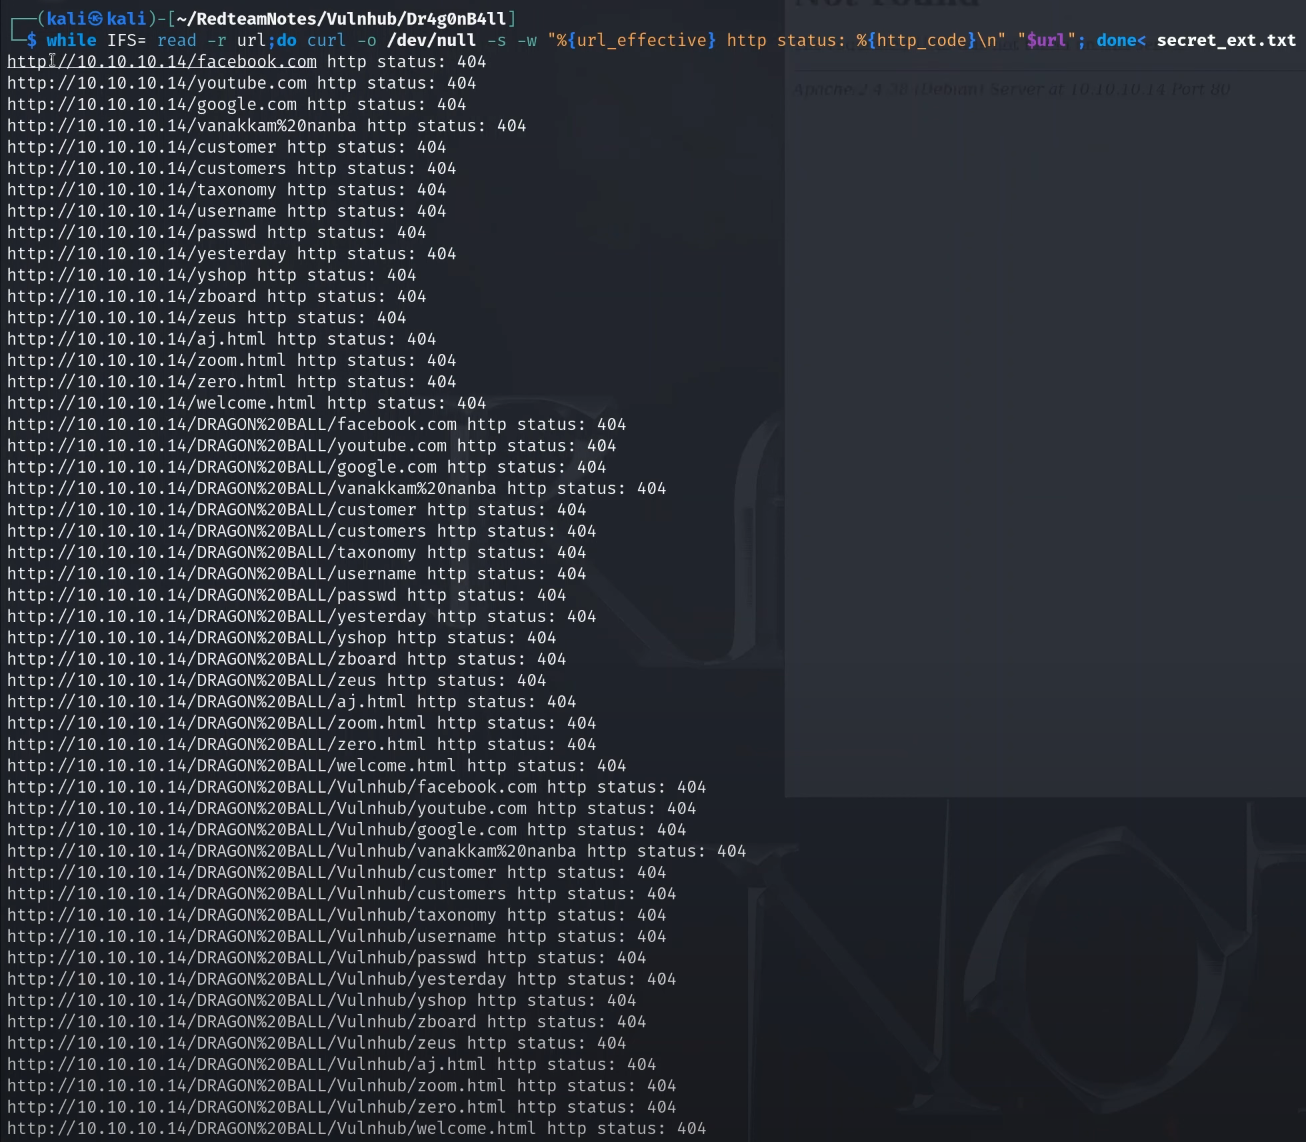 (kali㉿kali)-[~/RedteamNotes/Vulnhub/Dr4g0nB4ll]
$ while IFS= read -r url;do curl -o /dev/null -s -w "%{url_effective} http status: %{http_code}\n" "$url"; done< secret_ext.txt
http://10.10.10.14/facebook.com http status: 404
http://10.10.10.14/youtube.com http status: 404
http://10.10.10.14/google.com http status: 404
http://10.10.10.14/vanakkam%20nanba http status: 404
http://10.10.10.14/customer http status: 404
http://10.10.10.14/customers http status: 404
http://10.10.10.14/taxonomy http status: 404
http://10.10.10.14/username http status: 404
http://10.10.10.14/passwd http status: 404
http://10.10.10.14/yesterday http status: 404
http://10.10.10.14/yshop http status: 404
http://10.10.10.14/zboard http status: 404
http://10.10.10.14/zeus http status: 404
http://10.10.10.14/aj.html http status: 404
http://10.10.10.14/zoom.html http status: 404
http://10.10.10.14/zero.html http status: 404
http://10.10.10.14/welcome.html http status: 404
http://10.10.10.14/DRAGON%20BALL/facebook.com http status: 404
http://10.10.10.14/DRAGON%20BALL/youtube.com http status: 404
http://10.10.10.14/DRAGON%20BALL/google.com http status: 404
http://10.10.10.14/DRAGON%20BALL/vanakkam%20nanba http status: 404
http://10.10.10.14/DRAGON%20BALL/customer http status: 404
http://10.10.10.14/DRAGON%20BALL/customers http status: 404
http://10.10.10.14/DRAGON%20BALL/taxonomy http status: 404
http://10.10.10.14/DRAGON%20BALL/username http status: 404
http://10.10.10.14/DRAGON%20BALL/passwd http status: 404
http://10.10.10.14/DRAGON%20BALL/yesterday http status: 404
http://10.10.10.14/DRAGON%20BALL/yshop http status: 404
http://10.10.10.14/DRAGON%20BALL/zboard http status: 404
http://10.10.10.14/DRAGON%20BALL/zeus http status: 404
http://10.10.10.14/DRAGON%20BALL/aj.html http status: 404
http://10.10.10.14/DRAGON%20BALL/zoom.html http status: 404
http://10.10.10.14/DRAGON%20BALL/zero.html http status: 404
http://10.10.10.14/DRAGON%20BALL/welcome.html http status: 404
http://10.10.10.14/DRAGON%20BALL/Vulnhub/facebook.com http status: 404
http://10.10.10.14/DRAGON%20BALL/Vulnhub/youtube.com http status: 404
http://10.10.10.14/DRAGON%20BALL/Vulnhub/google.com http status: 404
http://10.10.10.14/DRAGON%20BALL/Vulnhub/vanakkam%20nanba http status: 404
http://10.10.10.14/DRAGON%20BALL/Vulnhub/customer http status: 404
http://10.10.10.14/DRAGON%20BALL/Vulnhub/customers http status: 404
http://10.10.10.14/DRAGON%20BALL/Vulnhub/taxonomy http status: 404
http://10.10.10.14/DRAGON%20BALL/Vulnhub/username http status: 404
http://10.10.10.14/DRAGON%20BALL/Vulnhub/passwd http status: 404
http://10.10.10.14/DRAGON%20BALL/Vulnhub/yesterday http status: 404
http://10.10.10.14/DRAGON%20BALL/Vulnhub/yshop http status: 404
http://10.10.10.14/DRAGON%20BALL/Vulnhub/zboard http status: 404
http://10.10.10.14/DRAGON%20BALL/Vulnhub/zeus http status: 404
http://10.10.10.14/DRAGON%20BALL/Vulnhub/aj.html http status: 404
http://10.10.10.14/DRAGON%20BALL/Vulnhub/zoom.html http status: 404
http://10.10.10.14/DRAGON%20BALL/Vulnhub/zero.html http status: 404
http://10.10.10.14/DRAGON%20BALL/Vulnhub/welcome.html http status: 404
Not Found
Apache/2.4.38 (Debian) Server at 10.10.10.14 Port 80